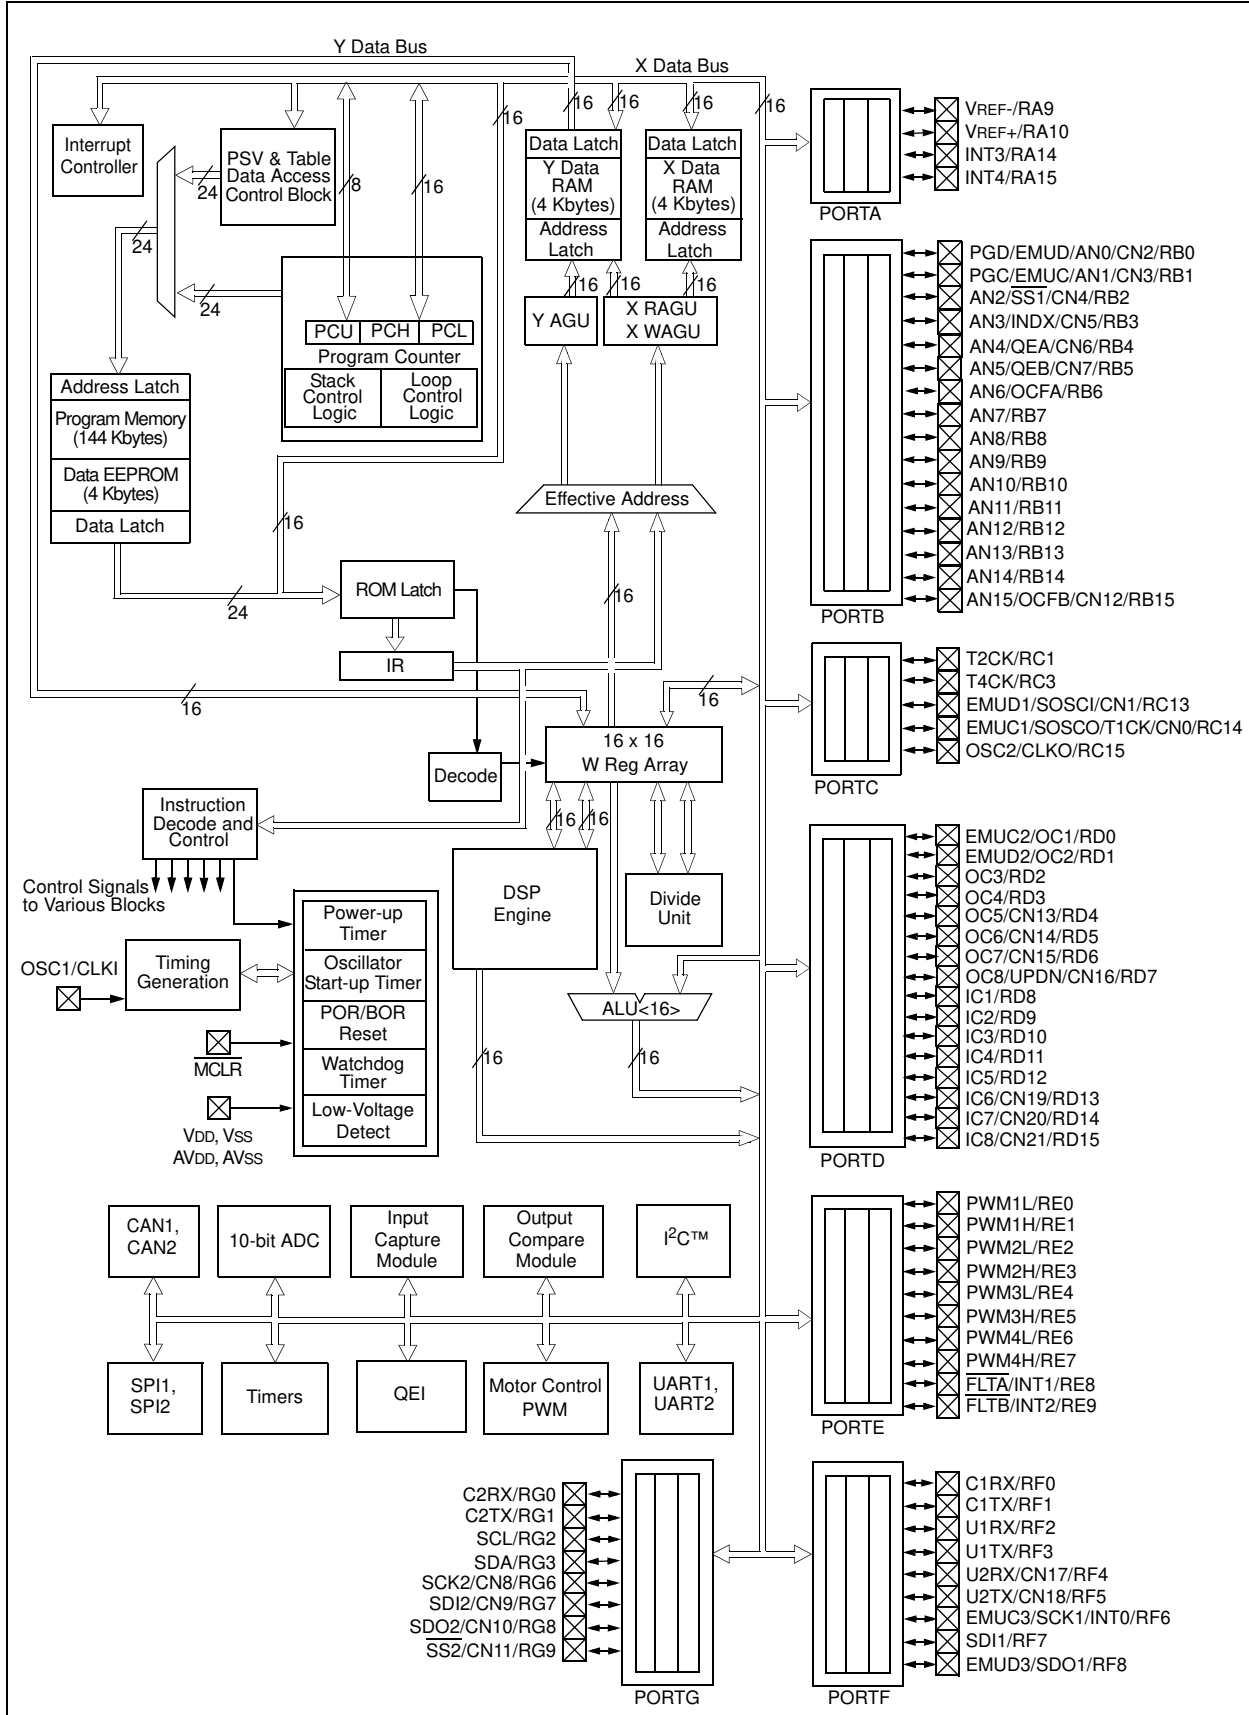 Y Data Bus
X Data Bus
16
16
16
16
16
Interrupt
Controller
PSV & Table
Data Access
Control Block
24
24
24
8
16
Data Latch
Y Data
RAM
(4 Kbytes)
Address
Latch
Data Latch
X Data
RAM
(4 Kbytes)
Address
Latch
16
16
16
Y AGU
X RAGU
X WAGU
PCU
PCH
PCL
Program Counter
Stack
Control
Logic
Loop
Control
Logic
Address Latch
Program Memory
(144 Kbytes)
Data EEPROM
(4 Kbytes)
Data Latch
16
24
Effective Address
16
ROM Latch
IR
16
16
16 x 16
W Reg Array
Decode
16
16
Instruction
Decode and
Control
Control Signals
to Various Blocks
DSP
Engine
Divide
Unit
Power-up
Timer
Oscillator
Start-up Timer
POR/BOR
Reset
Watchdog
Timer
Low-Voltage
Detect
OSC1/CLKI
Timing
Generation
MCLR
VDD, VSS
AVDD, AVSS
ALU<16>
16
16
CAN1,
CAN2
10-bit ADC
Input
Capture
Module
Output
Compare
Module
I2C™
SPI1,
SPI2
Timers
QEI
Motor Control
PWM
UART1,
UART2
VREF-/RA9
VREF+/RA10
INT3/RA14
INT4/RA15
PORTA
PGD/EMUD/AN0/CN2/RB0
PGC/EMUC/AN1/CN3/RB1
AN2/SS1/CN4/RB2
AN3/INDX/CN5/RB3
AN4/QEA/CN6/RB4
AN5/QEB/CN7/RB5
AN6/OCFA/RB6
AN7/RB7
AN8/RB8
AN9/RB9
AN10/RB10
AN11/RB11
AN12/RB12
AN13/RB13
AN14/RB14
AN15/OCFB/CN12/RB15
PORTB
T2CK/RC1
T4CK/RC3
EMUD1/SOSCI/CN1/RC13
EMUC1/SOSCO/T1CK/CN0/RC14
OSC2/CLKO/RC15
PORTC
EMUC2/OC1/RD0
EMUD2/OC2/RD1
OC3/RD2
OC4/RD3
OC5/CN13/RD4
OC6/CN14/RD5
OC7/CN15/RD6
OC8/UPDN/CN16/RD7
IC1/RD8
IC2/RD9
IC3/RD10
IC4/RD11
IC5/RD12
IC6/CN19/RD13
IC7/CN20/RD14
IC8/CN21/RD15
PORTD
PWM1L/RE0
PWM1H/RE1
PWM2L/RE2
PWM2H/RE3
PWM3L/RE4
PWM3H/RE5
PWM4L/RE6
PWM4H/RE7
FLTA/INT1/RE8
FLTB/INT2/RE9
PORTE
C2RX/RG0
C2TX/RG1
SCL/RG2
SDA/RG3
SCK2/CN8/RG6
SDI2/CN9/RG7
SDO2/CN10/RG8
SS2/CN11/RG9
PORTG
C1RX/RF0
C1TX/RF1
U1RX/RF2
U1TX/RF3
U2RX/CN17/RF4
U2TX/CN18/RF5
EMUC3/SCK1/INT0/RF6
SDI1/RF7
EMUD3/SDO1/RF8
PORTF